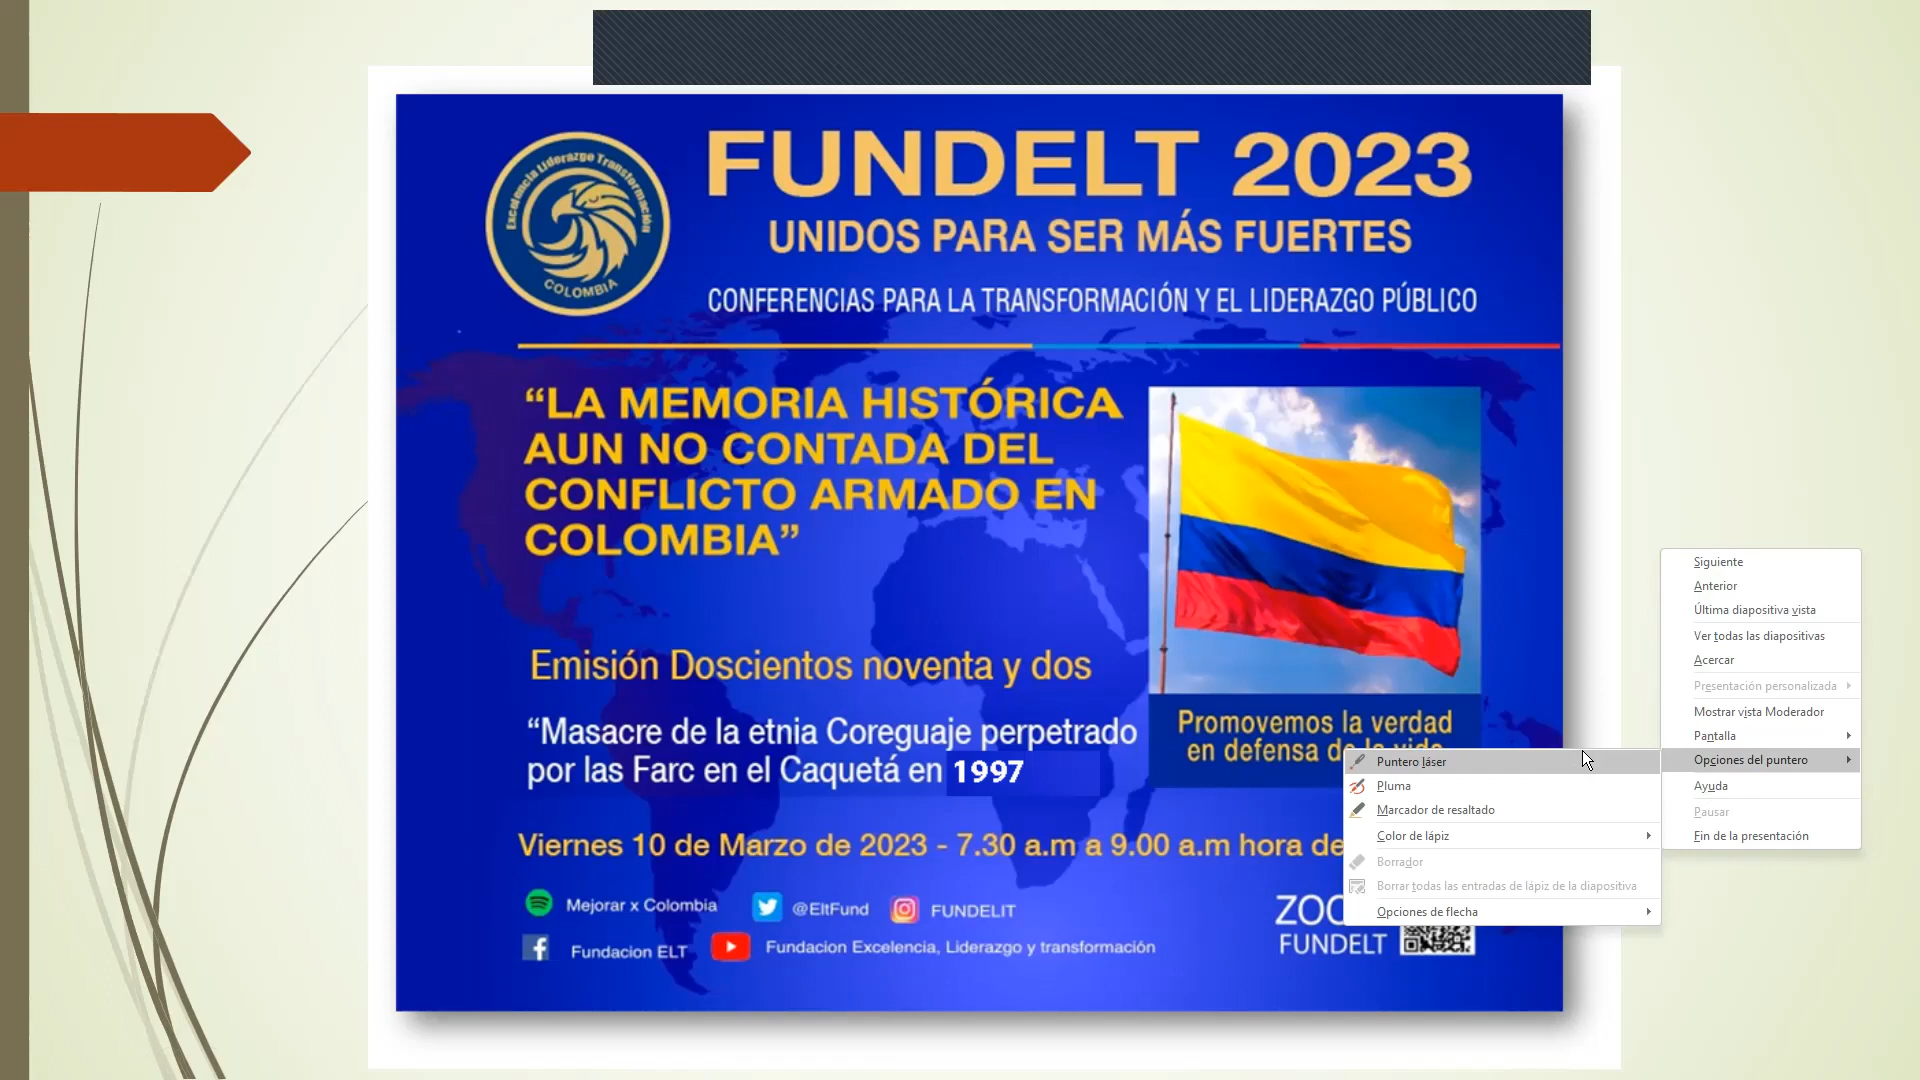 Excelencia Liderazgo Transformación
COLOMBIA
FUNDELT 2023
UNIDOS PARA SER MÁS FUERTES
CONFERENCIAS PARA LA TRANSFORMACIÓN Y EL LIDERAZGO PÚBLICO
“LA MEMORIA HISTÓRICA
AUN NO CONTADA DEL
CONFLICTO ARMADO EN
COLOMBIA”
Emisión Doscientos noventa y dos
“Masacre de la etnia Coreguaje perpetrado
por las Farc en el Caquetá en 1997
Promovemos la verdad
en defensa de la vida
Viernes 10 de Marzo de 2023 - 7.30 a.m a 9.00 a.m hora de
Mejorar x Colombia
@EltFund
FUNDELIT
Fundacion ELT
Fundacion Excelencia, Liderazgo y transformación
FUNDELT
Siguiente
Anterior
Última diapositiva vista
Ver todas las diapositivas
Acercar
Presentación personalizada
Mostrar vista Moderador
Pantalla
Opciones del puntero
Ayuda
Pausar
Fin de la presentación
Puntero láser
Pluma
Marcador de resaltado
Color de lápiz
Borrador
Borrar todas las entradas de lápiz de la diapositiva
Opciones de flecha